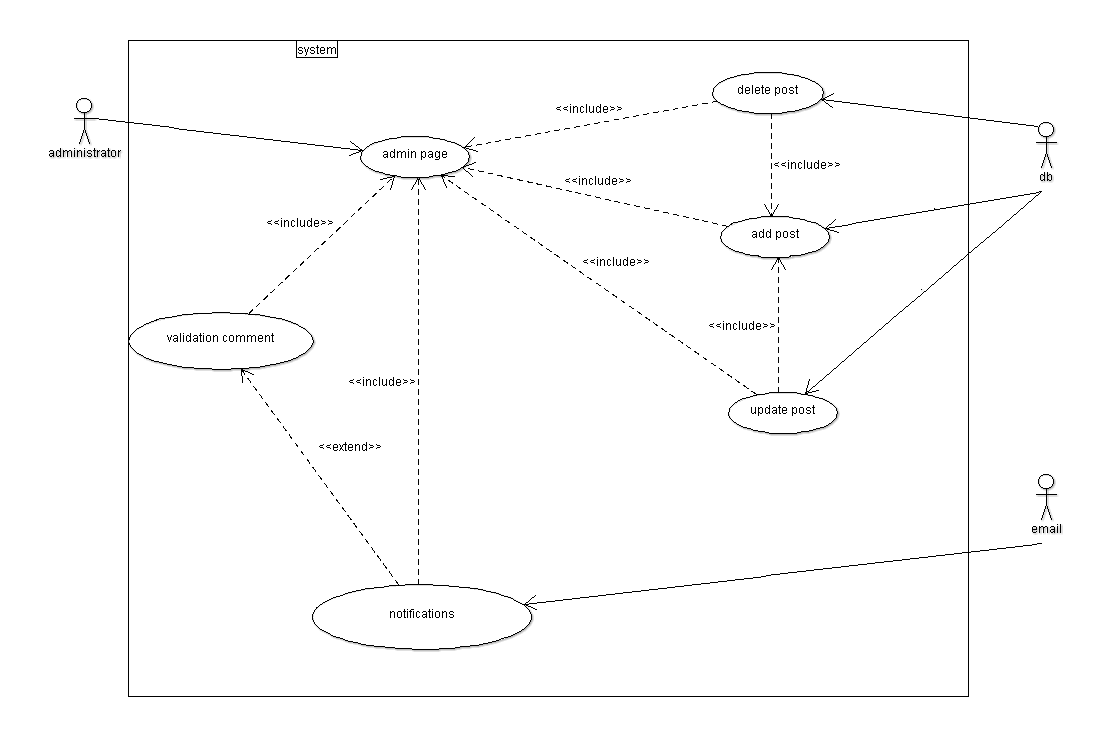 system
delete post
<<include>>
administrator
admin page
<<include>>
db
<<include>>
<<include>>
add post
<<include>>
<<include>>
validation comment
<<include>>
update post
<<extend>>
email
notifications